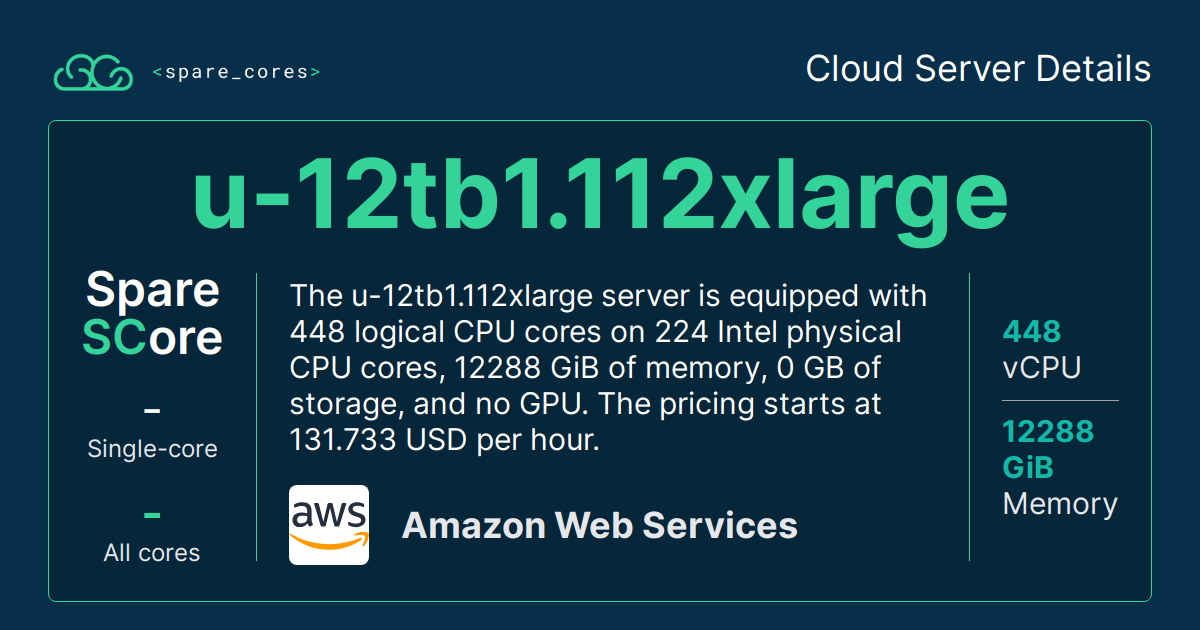 <spare_cores>
Cloud Server Details
u-12tb1.112xlarge
Spare
SCore
–
Single-core
–
All cores
The u-12tb1.112xlarge server is equipped with
448 logical CPU cores on 224 Intel physical
CPU cores, 12288 GiB of memory, 0 GB of
storage, and no GPU. The pricing starts at
131.733 USD per hour.
aws
Amazon Web Services
448
vCPU
12288
GiB
Memory